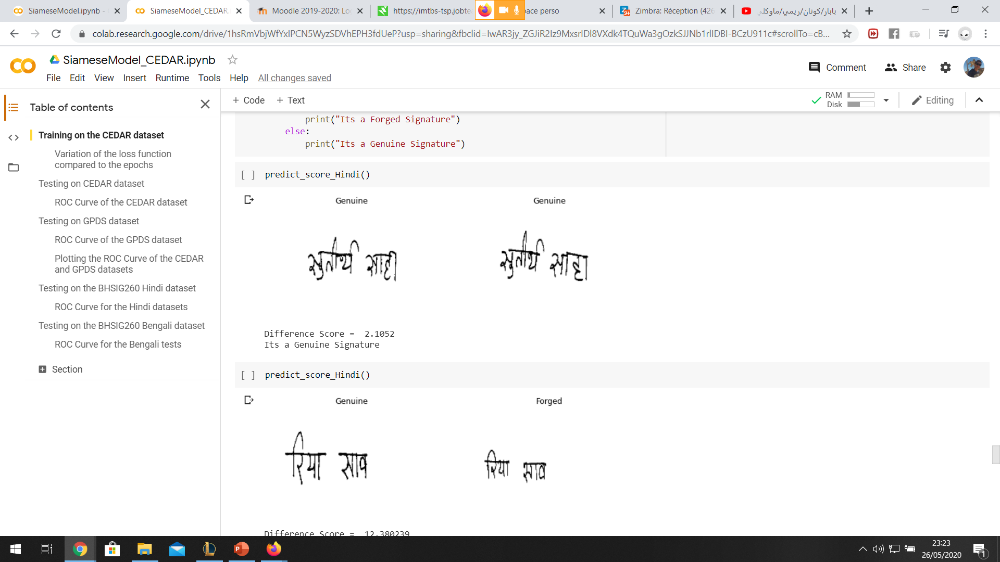 SiameseModel.ipynb -
SiameseModel_CEDAR.
Moodle 2019-2020: Lo
https://imtbs-tsp.jobte
ace perso
Zimbra: Réception (426
بابار/كونان/ريمي/ماوكلي
colab.research.google.com/drive/1hsRmVbjWfYxIPCN5WyzSDVhEPH3fdUeP?usp=sharing&fbclid=IwAR3jy_ZGJiR2Iz9MxsrIDl8VXdk4TQuWa3gOzkSJJNb1rlIDBI-BCzU911c#scrollTo=cB...
SiameseModel_CEDAR.ipynb
Comment Share
File Edit View Insert Runtime Tools Help All changes saved
Table of contents
+ Code + Text
RAM
Disk
Editing
Training on the CEDAR dataset
Variation of the loss function
compared to the epochs
Testing on CEDAR dataset
ROC Curve of the CEDAR dataset
Testing on GPDS dataset
ROC Curve of the GPDS dataset
Plotting the ROC Curve of the CEDAR
and GPDS datasets
Testing on the BHSIG260 Hindi dataset
ROC Curve for the Hindi datasets
Testing on the BHSIG260 Bengali dataset
ROC Curve for the Bengali tests
Section
print("Its a Forged Signature")
else:
print("Its a Genuine Signature")
[ ] predict_score_Hindi()
Genuine Genuine
सुतीर्थ साहा सुतीर्थ साहा
Difference Score = 2.1052
Its a Genuine Signature
[ ] predict_score_Hindi()
Genuine Forged
रिया साव रिया साव
Difference Score = 12.380239
23:23
26/05/2020
1